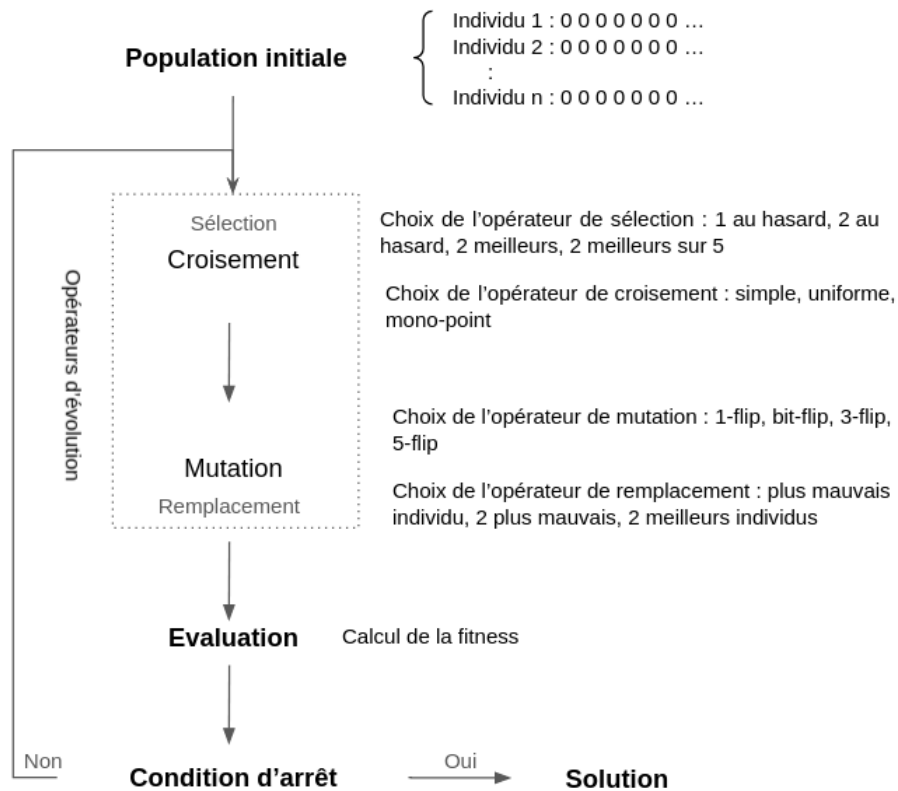 Individu 1 : 0 0 0 0 0 0 0 …
Population initiale
Individu 2 : 0 0 0 0 0 0 0 …
:
Individu n : 0 0 0 0 0 0 0 …
Sélection
Croisement
Choix de l’opérateur de sélection : 1 au hasard, 2 au
hasard, 2 meilleurs, 2 meilleurs sur 5
Choix de l’opérateur de croisement : simple, uniforme,
mono-point
Opérateurs d’évolution
Choix de l’opérateur de mutation : 1-flip, bit-flip, 3-flip,
5-flip
Mutation
Remplacement
Choix de l’opérateur de remplacement : plus mauvais
individu, 2 plus mauvais, 2 meilleurs individus
Evaluation
Calcul de la fitness
Non
Condition d’arrêt
Oui
Solution